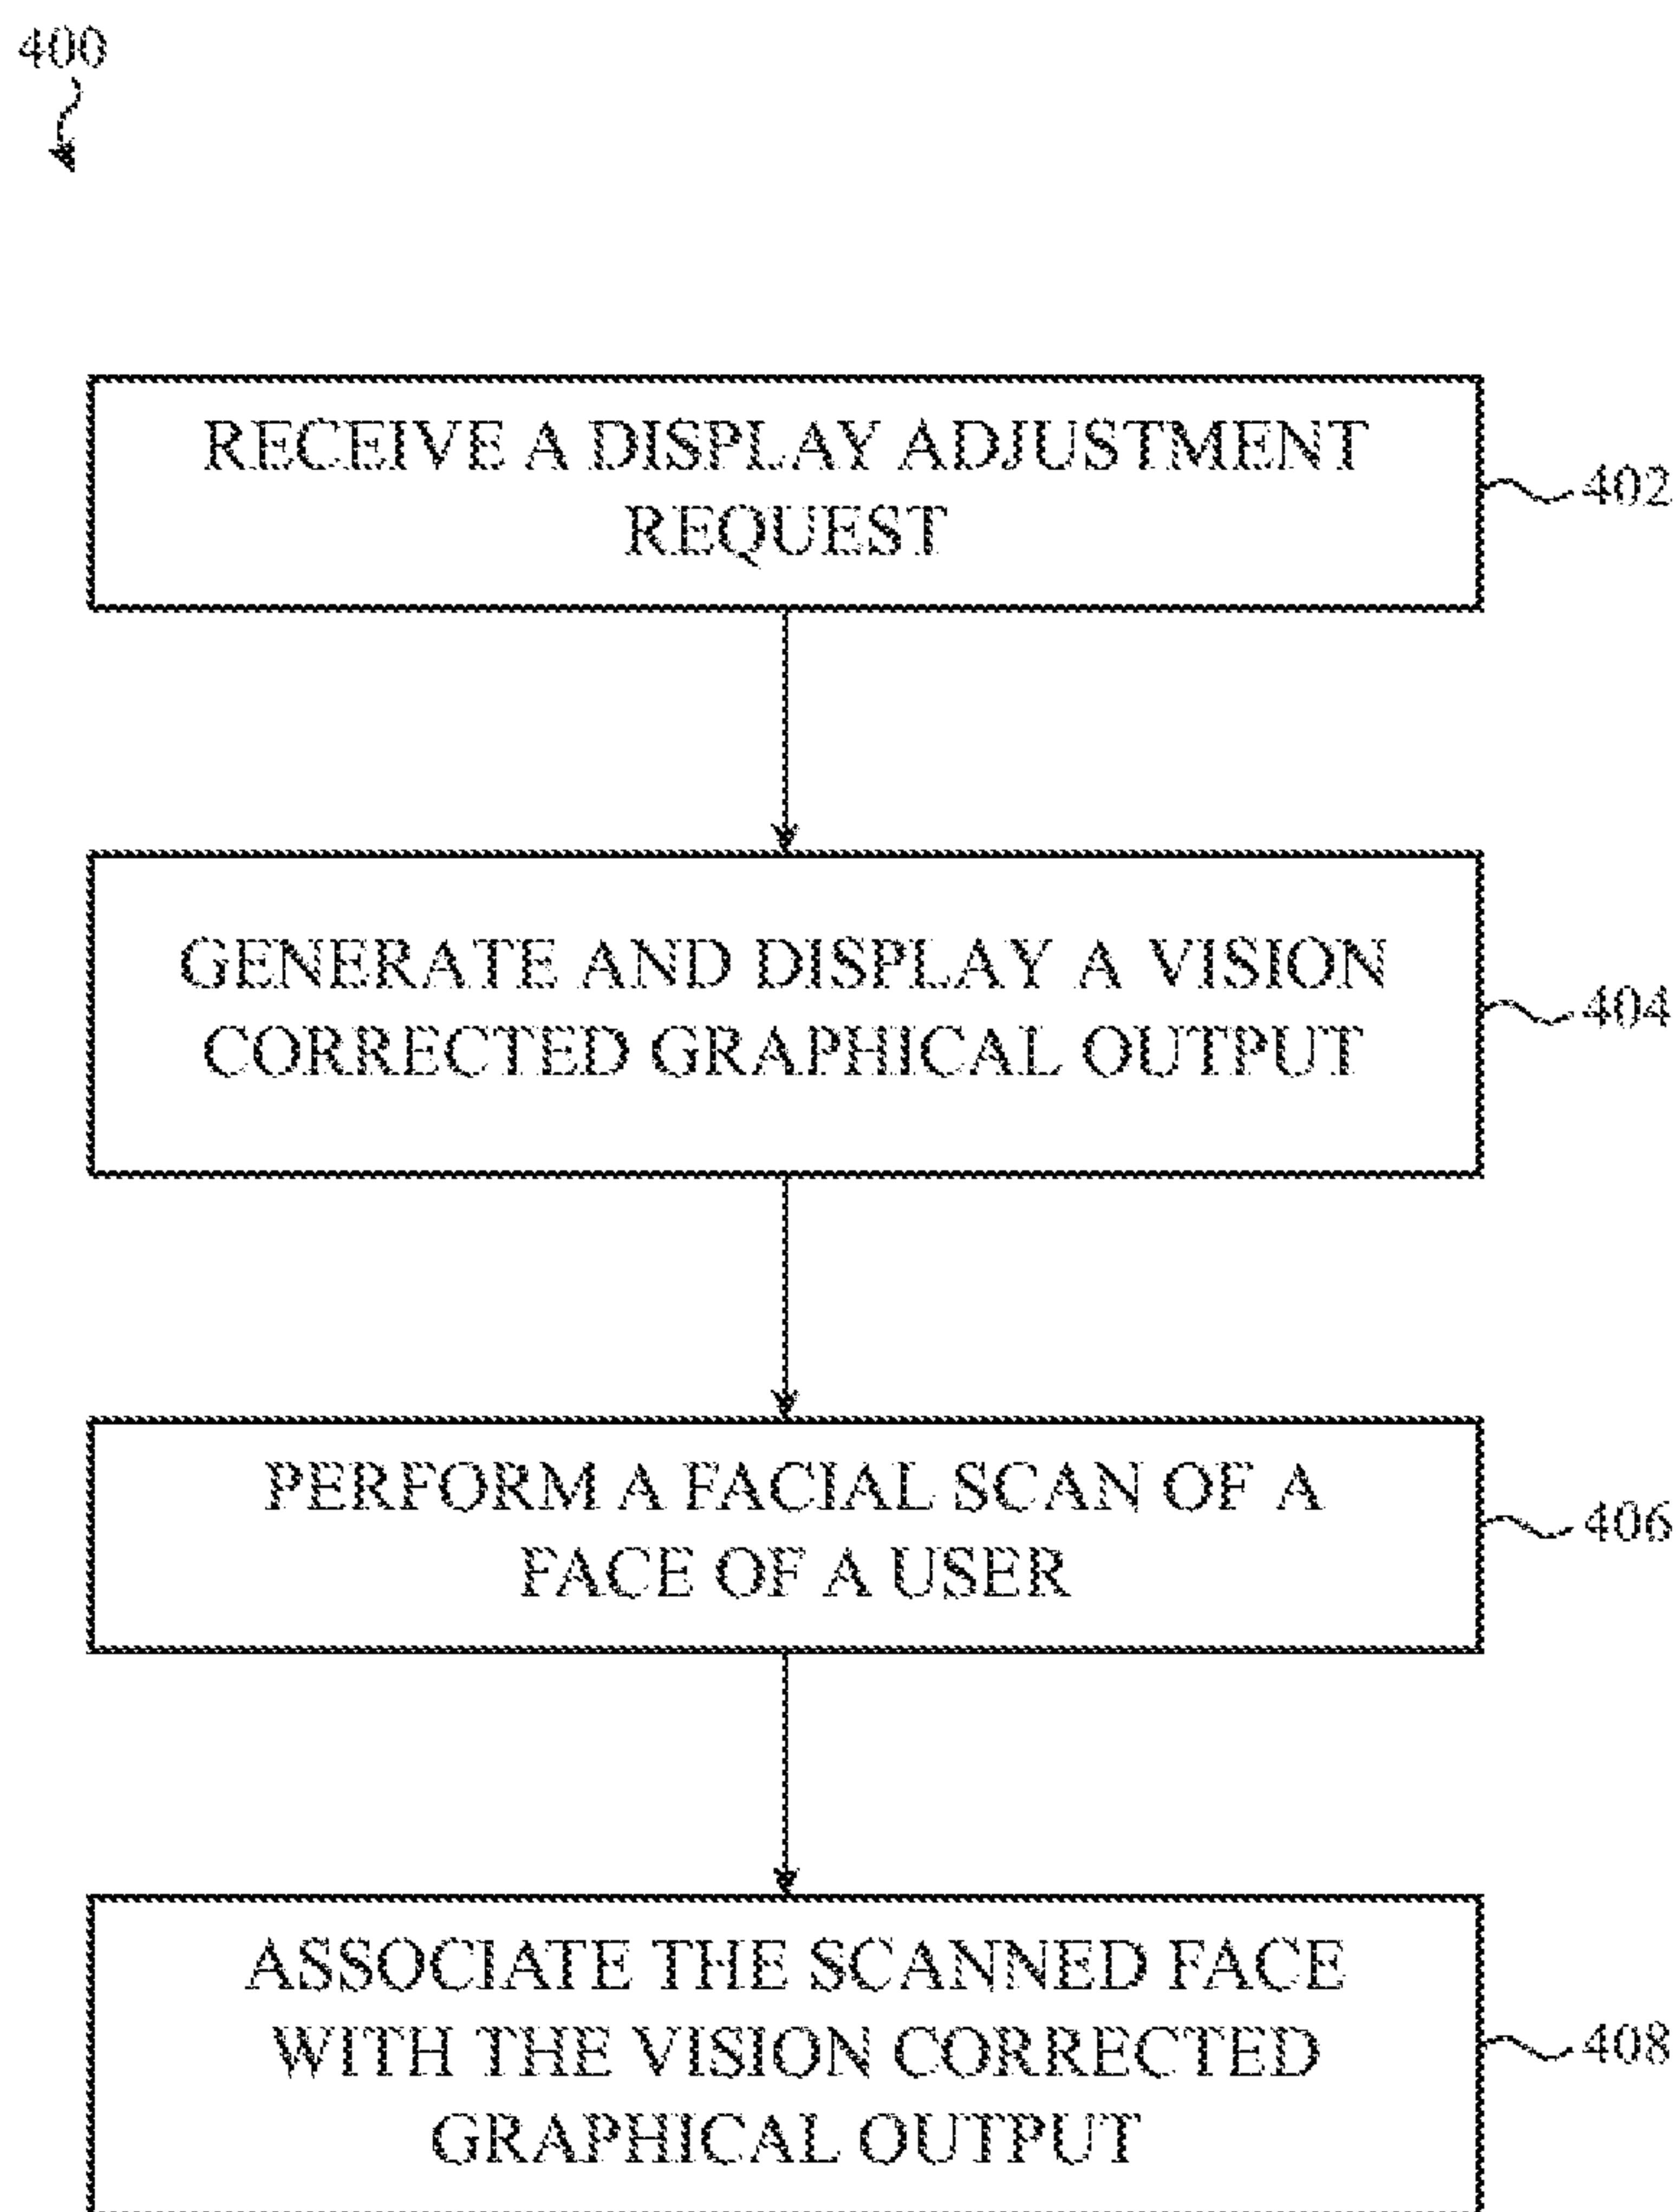 400
RECEIVE A DISPLAY ADJUSTMENT
REQUEST
402
GENERATE AND DISPLAY A VISION
CORRECTED GRAPHICAL OUTPUT
404
PERFORM A FACIAL SCAN OF A
FACE OF A USER
406
ASSOCIATE THE SCANNED FACE
WITH THE VISION CORRECTED
GRAPHICAL OUTPUT
408